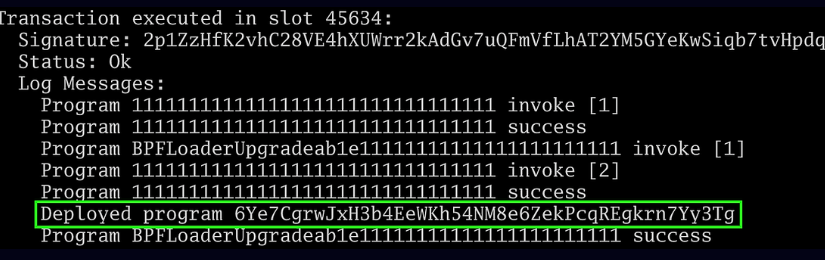 Transaction executed in slot 45634:
Signature: 2p1ZzHfK2vhC28VE4hXUWrr2kAdGv7uQFmVfLhAT2YM5GYeKwSiqb7tvHpdq
Status: Ok
Log Messages:
Program 11111111111111111111111111111111 invoke [1]
Program 11111111111111111111111111111111 success
Program BPFLoaderUpgradeab1e11111111111111111111111 invoke [1]
Program 11111111111111111111111111111111 invoke [2]
Program 11111111111111111111111111111111 success
Deployed program 6Ye7CgrwJxH3b4EeWKh54NM8e6ZekPcqREgkrn7Yy3Tg
Program BPFLoaderUpgradeab1e11111111111111111111111 success